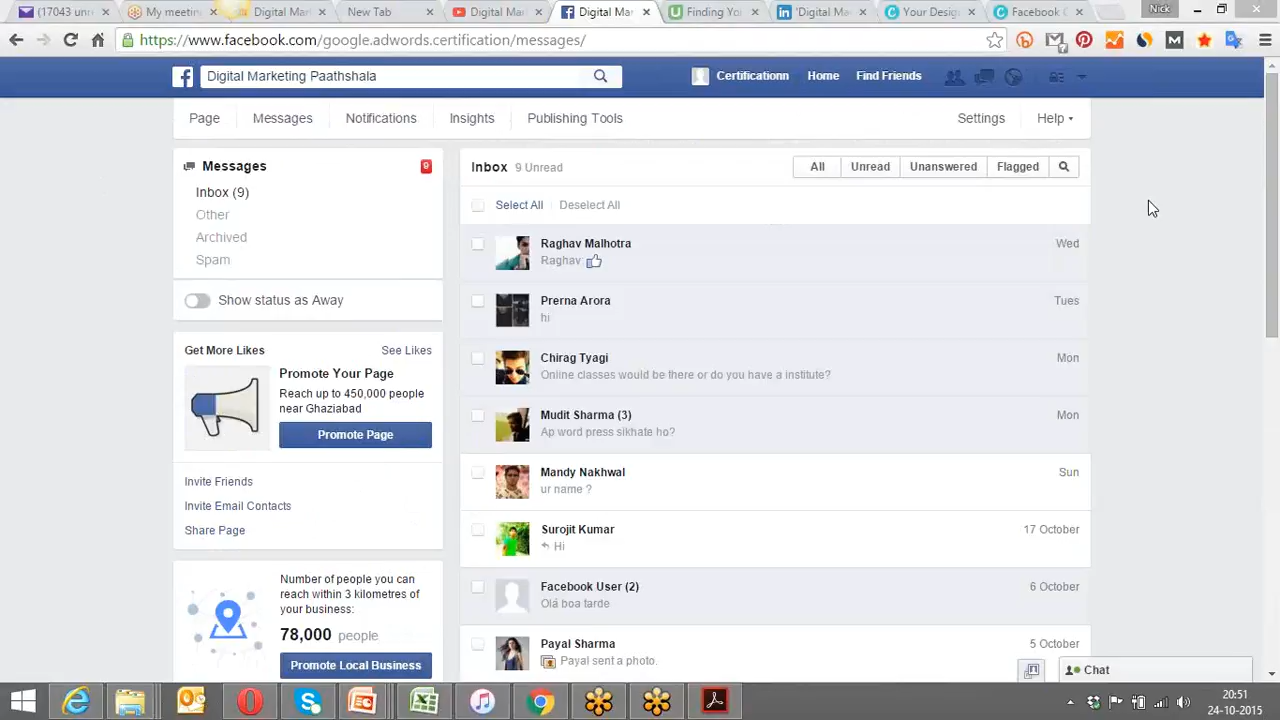 (17043 unre
My meetin
Digital Mar
New Tab
Digital Mar
Digital Ma
Finding Yo
'Digital Ma
Your Desig
Facebook C
Nick
https://www.facebook.com/google.adwords.certification/messages/
Digital Marketing Paathshala
Certificationn
Home
Find Friends
Page
Messages
Notifications
Insights
Publishing Tools
Settings
Help
Messages
9
Inbox (9)
Other
Archived
Spam
Show status as Away
Get More Likes
See Likes
Promote Your Page
Reach up to 450,000 people
near Ghaziabad
Promote Page
Invite Friends
Invite Email Contacts
Share Page
Number of people you can
reach within 3 kilometres of
your business:
78,000 people
Promote Local Business
Inbox 9 Unread
All
Unread
Unanswered
Flagged
Select All
Deselect All
Raghav Malhotra
Wed
Raghav:
Prerna Arora
Tues
hi
Chirag Tyagi
Mon
Online classes would be there or do you have a institute?
Mudit Sharma (3)
Mon
Ap word press sikhate ho?
Mandy Nakhwal
Sun
ur name ?
Surojit Kumar
17 October
Hi
Facebook User (2)
6 October
Olá boa tarde
Payal Sharma
5 October
Payal sent a photo.
Chat
20:51
24-10-2015